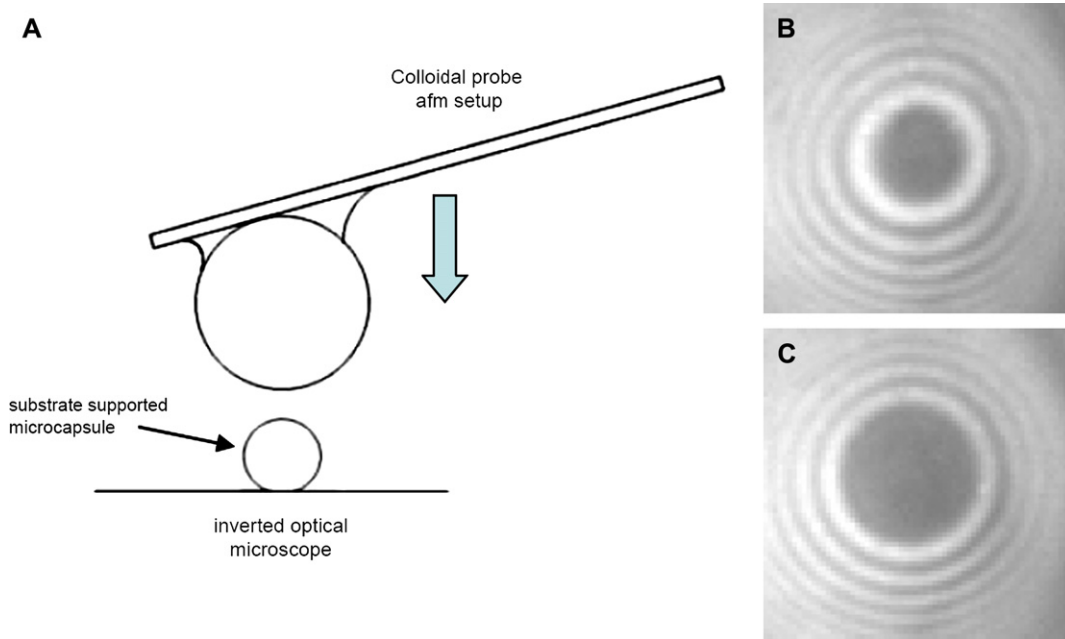 A
Colloidal probe
afm setup
substrate supported
microcapsule
inverted optical
microscope
B
C